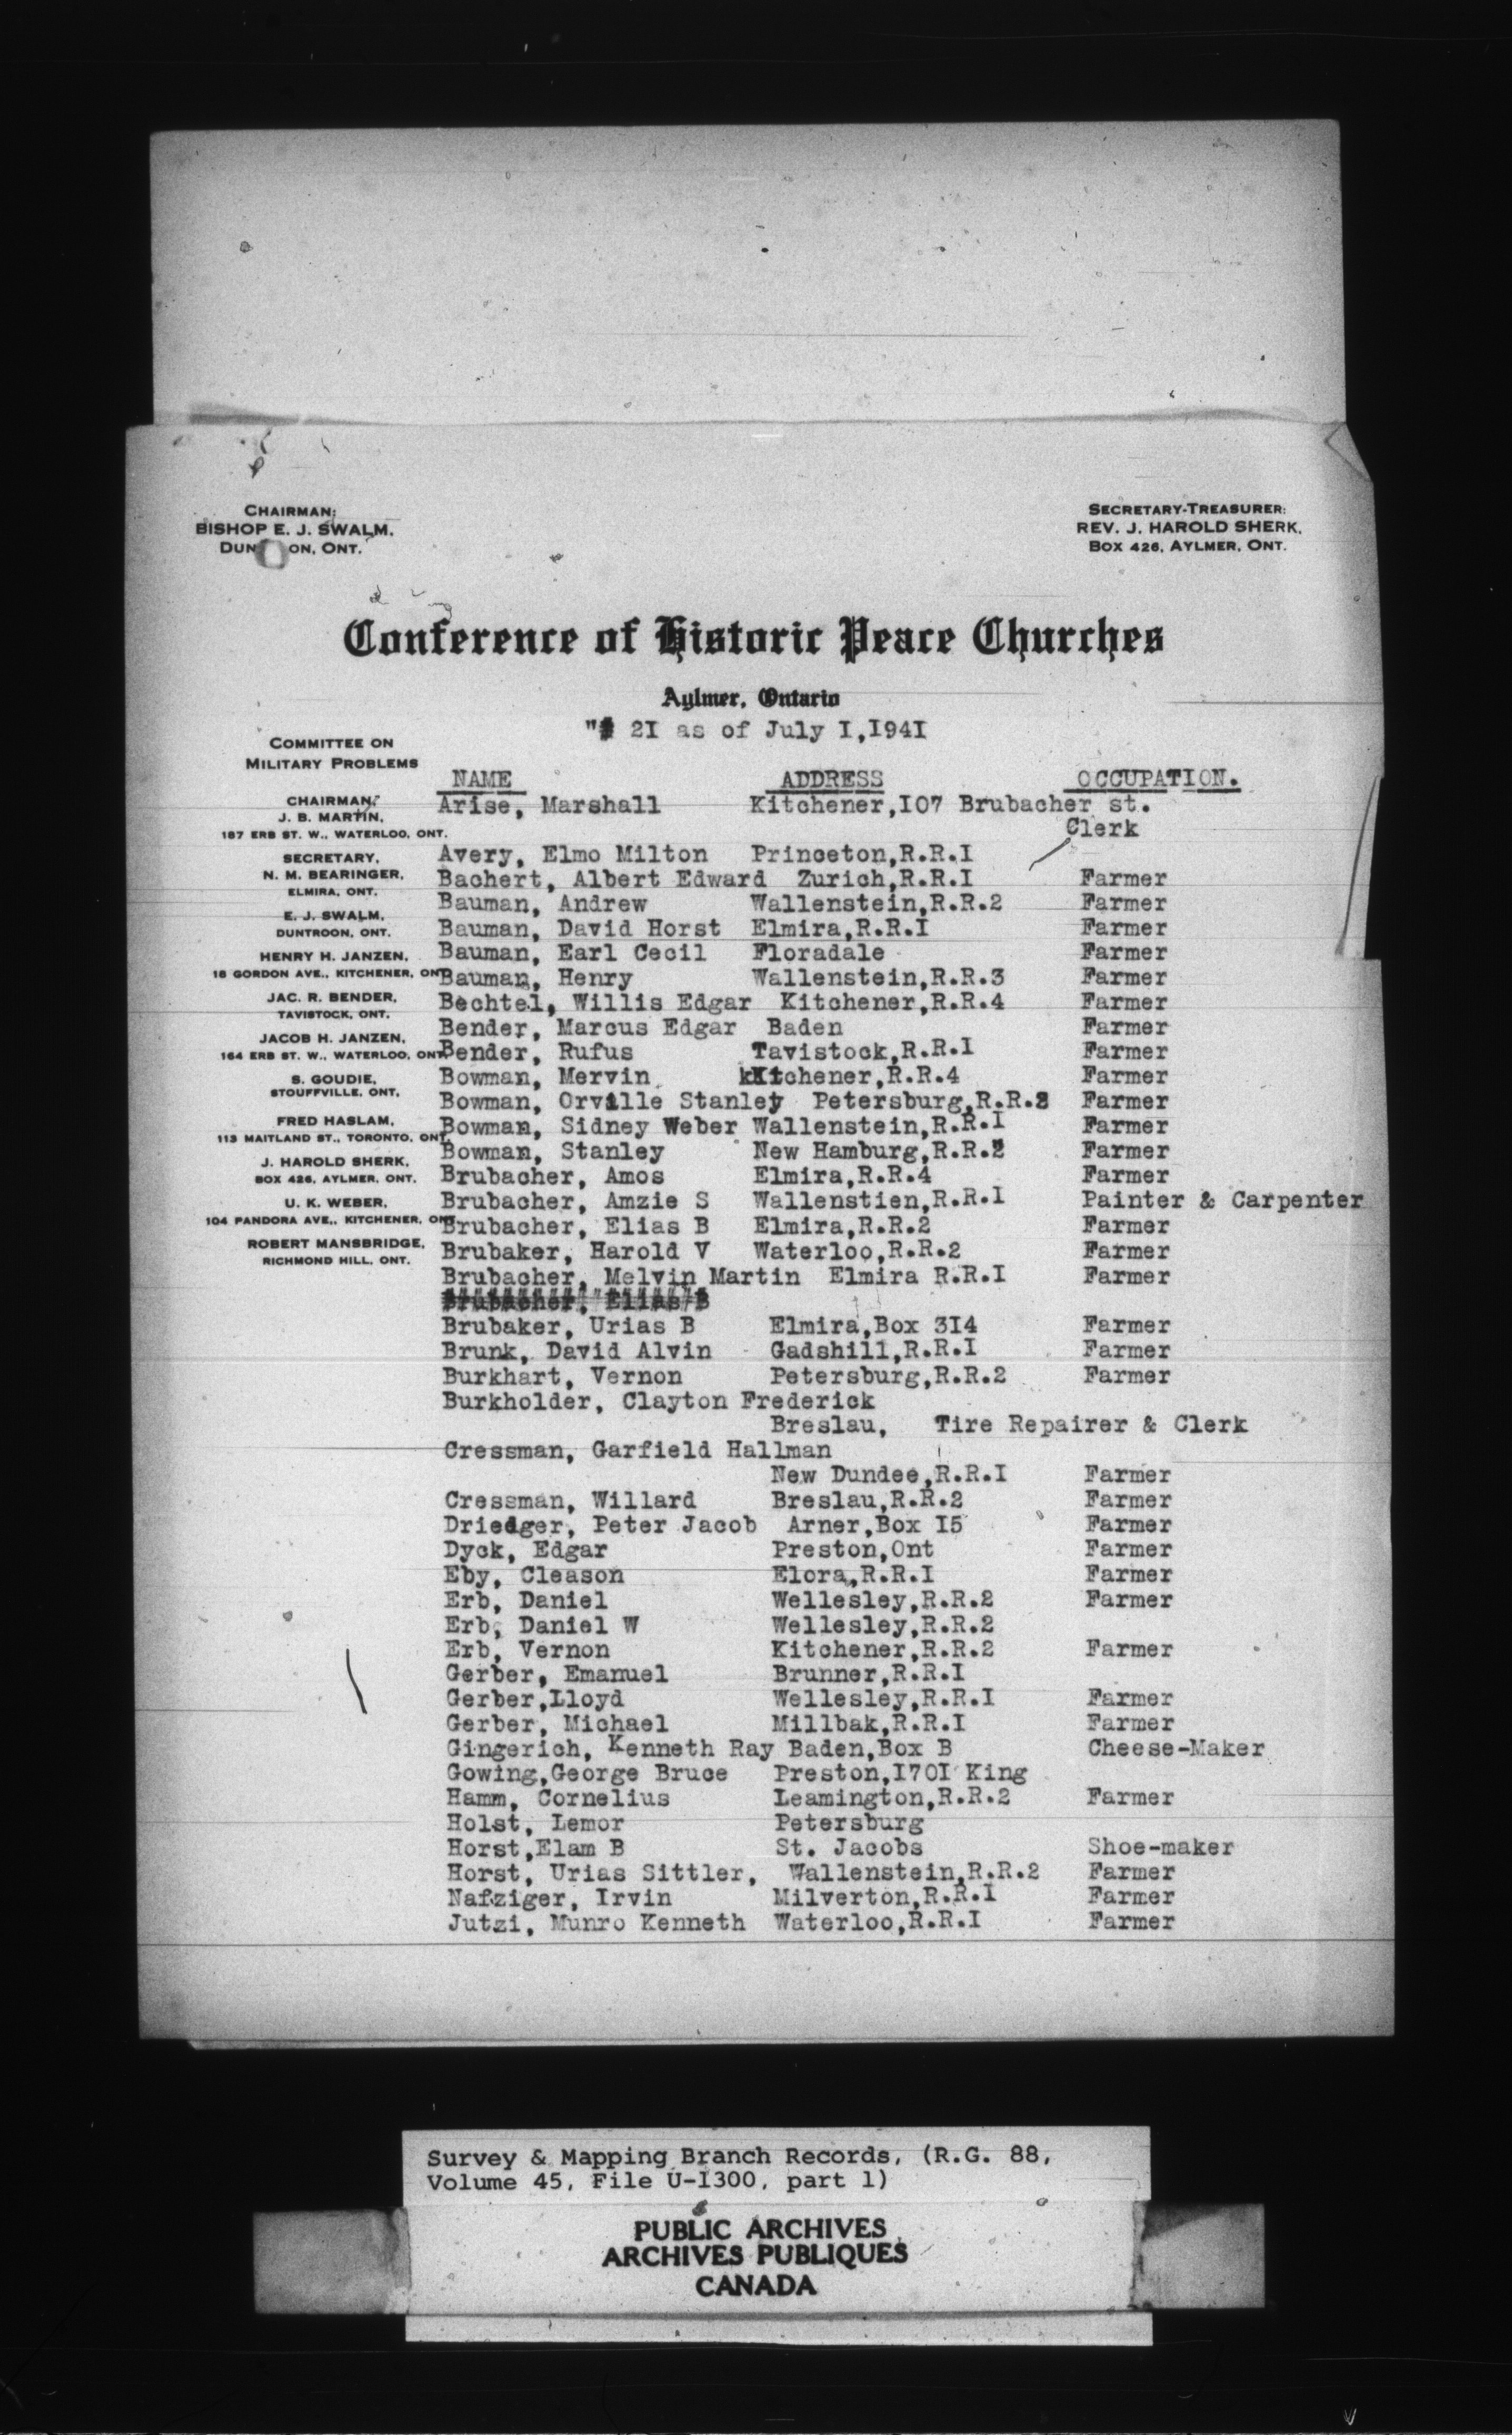 CHAIRMAN:
BISHOP E. J. SWALM,
DUN ON, ONT.
SECRETARY-TREASURER:
REV. J. HAROLD SHERK,
BOX 426, AYLMER, ONT.
Conference of Historic Peace Churches
Aylmer, Ontario
21 as of July I,I94I
COMMITTEE ON
MILITARY PROBLEMS
CHAIRMAN,
J. B. MARTIN,
187 ERB ST. W., WATERLOO, ONT.
SECRETARY,
N. M. BEARINGER,
ELMIRA, ONT.
E. J. SWALM,
DUNTROON, ONT.
HENRY H. JANZEN,
18 GORDON AVE., KITCHENER, ONT
JAC. R. BENDER,
TAVISTOCK, ONT.
JACOB H. JANZEN,
164 ERB ST. W., WATERLOO, ONT.
S. GOUDIE,
STOUFFVILLE, ONT.
FRED HASLAM,
113 MAITLAND ST., TORONTO, ONT.
J. HAROLD SHERK,
BOX 426, AYLMER, ONT.
U. K. WEBER,
104 PANDORA AVE., KITCHENER, ONT
ROBERT MANSBRIDGE,
RICHMOND HILL, ONT.
NAME ADDRESS OCCUPATION.
Arise, Marshall Kitchener,I07 Brubacher st.
Clerk
Avery, Elmo Milton Princeton,R.R.I
Bachert, Albert Edward Zurich,R.R.I Farmer
Bauman, Andrew Wallenstein,R.R.2 Farmer
Bauman, David Horst Elmira,R.R.I Farmer
Bauman, Earl Cecil Floradale Farmer
Bauman, Henry Wallenstein,R.R.3 Farmer
Bechtel, Willis Edgar Kitchener,R.R.4 Farmer
Bender, Marcus Edgar Baden Farmer
Bender, Rufus Tavistock,R.R.I Farmer
Bowman, Mervin Kitchener,R.R.4 Farmer
Bowman, Orville Stanley Petersburg,R.R.2 Farmer
Bowman, Sidney Weber Wallenstein,R.R.I Farmer
Bowman, Stanley New Hamburg,R.R.2 Farmer
Brubacher, Amos Elmira,R.R.4 Farmer
Brubacher, Amzie S Wallenstien,R.R.I Painter & Carpenter
Brubacher, Elias B Elmira,R.R.2 Farmer
Brubaker, Harold V Waterloo,R.R.2 Farmer
Brubacher, Melvin Martin Elmira R.R.I Farmer
Brubacher, Elias B
Brubaker, Urias B Elmira,Box 3I4 Farmer
Brunk, David Alvin Gadshill,R.R.I Farmer
Burkhart, Vernon Petersburg,R.R.2 Farmer
Burkholder, Clayton Frederick
Breslau, Tire Repairer & Clerk
Cressman, Garfield Hallman
New Dundee,R.R.I Farmer
Cressman, Willard Breslau,R.R.2 Farmer
Driedger, Peter Jacob Arner,Box I5 Farmer
Dyck, Edgar Preston,Ont Farmer
Eby, Cleason Elora,R.R.I Farmer
Erb, Daniel Wellesley,R.R.2 Farmer
Erb, Daniel W Wellesley,R.R.2
Erb, Vernon Kitchener,R.R.2 Farmer
Gerber, Emanuel Brunner,R.R.I
Gerber,Lloyd Wellesley,R.R.I Farmer
Gerber, Michael Millbak,R.R.I Farmer
Gingerich, Kenneth Ray Baden,Box B Cheese-Maker
Gowing,George Bruce Preston,I70I King
Hamm, Cornelius Leamington,R.R.2 Farmer
Holst, Lemor Petersburg
Horst,Elam B St. Jacobs Shoe-maker
Horst, Urias Sittler, Wallenstein,R.R.2 Farmer
Nafziger, Irvin Milverton,R.R.I Farmer
Jutzi, Munro Kenneth Waterloo,R.R.I Farmer
Survey & Mapping Branch Records, (R.G. 88,
Volume 45, File U-1300, part 1)
PUBLIC ARCHIVES
ARCHIVES PUBLIQUES
CANADA